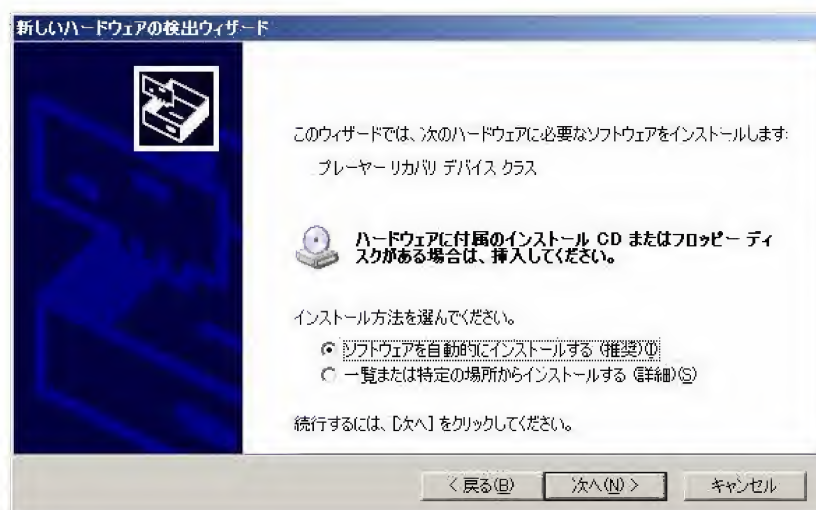 新しいハードウェアの検出ウィザード
このウィザードでは、次のハードウェアに必要なソフトウェアをインストールします:
プレーヤー リカバリ デバイス クラス
ハードウェアに付属のインストール CD またはフロッピー ディ
スクがある場合は、挿入してください。
インストール方法を選んでください。
ソフトウェアを自動的にインストールする (推奨)(I)
一覧または特定の場所からインストールする (詳細)(S)
続行するには、[次へ] をクリックしてください。
< 戻る(B)
次へ(N) >
キャンセル